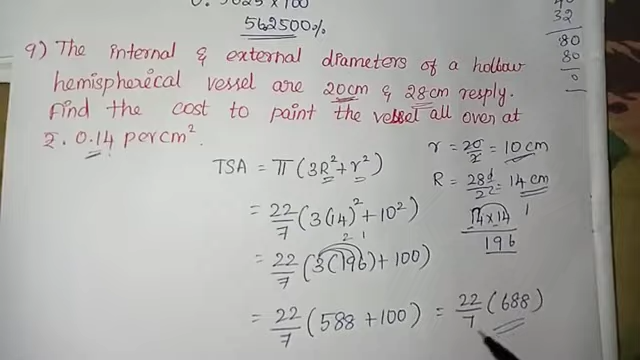 56.2500%
32
80
80
0
9) The internal & external diameters of a hollow
hemispherical vessel are 20cm & 28cm resply.
Find the cost to paint the vessel all over at
₹. 0.14 per cm².
TSA = π (3R² + r²)
r = 20/2 = 10 cm
R = 28/2 = 14 cm
= 22/7 (3(14)² + 10²)
14 x 14
196
= 22/7 (3(196) + 100)
= 22/7 (588 + 100) = 22/7 (688)